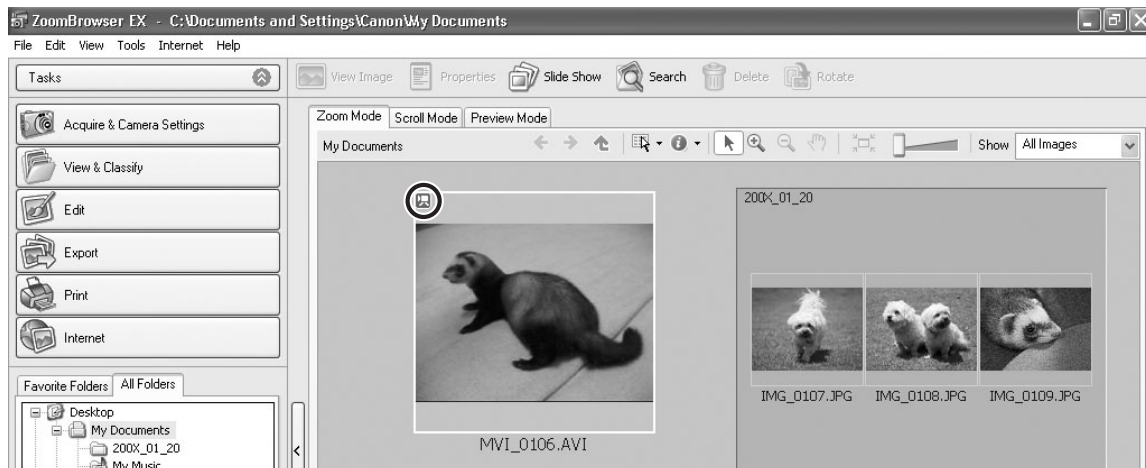 ZoomBrowser EX - C:\Documents and Settings\Canon\My Documents
File Edit View Tools Internet Help
Tasks
View Image Properties Slide Show Search Delete Rotate
Acquire & Camera Settings
View & Classify
Edit
Export
Print
Internet
Zoom Mode Scroll Mode Preview Mode
My Documents
Show All Images
200X_01_20
MVI_0106.AVI
IMG_0107.JPG IMG_0108.JPG IMG_0109.JPG
Favorite Folders All Folders
Desktop
My Documents
200X_01_20
My Music